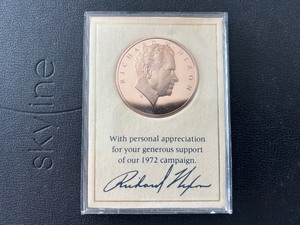 skyline
RICHARD M. NIXON
With personal appreciation
for your generous support
of our 1972 campaign.
Richard Nixon